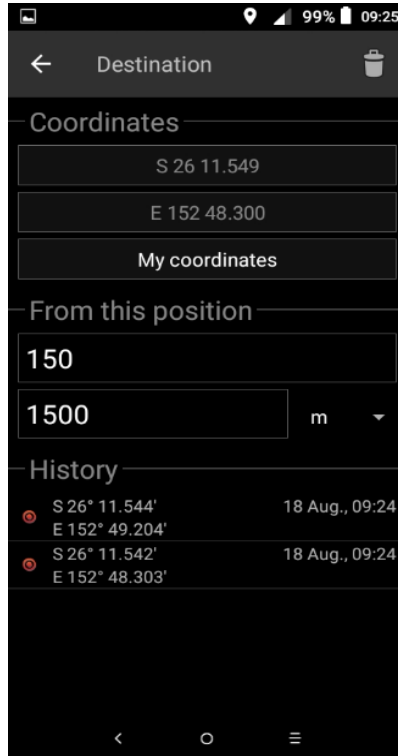 99% 09:25
Destination
Coordinates
S 26 11.549
E 152 48.300
My coordinates
From this position
150
1500 m
History
S 26° 11.544' 18 Aug., 09:24
E 152° 49.204'
S 26° 11.542' 18 Aug., 09:24
E 152° 48.303'